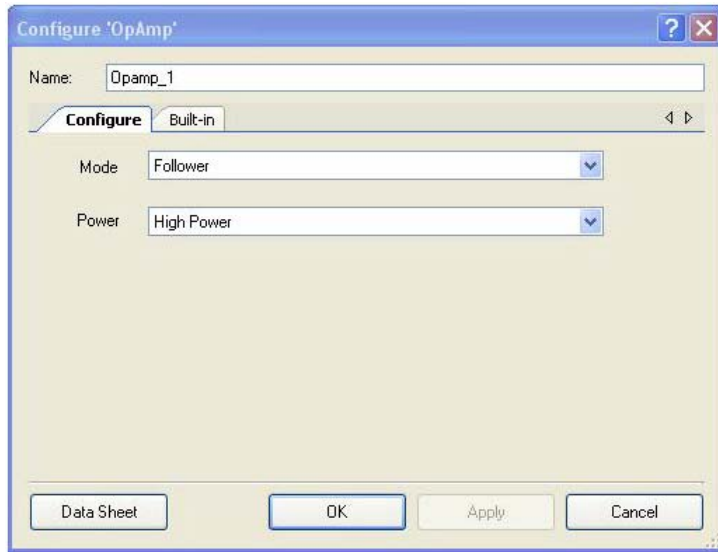 Configure 'OpAmp'
Name: Opamp_1
Configure Built-in
Mode Follower
Power High Power
Data Sheet OK Apply Cancel